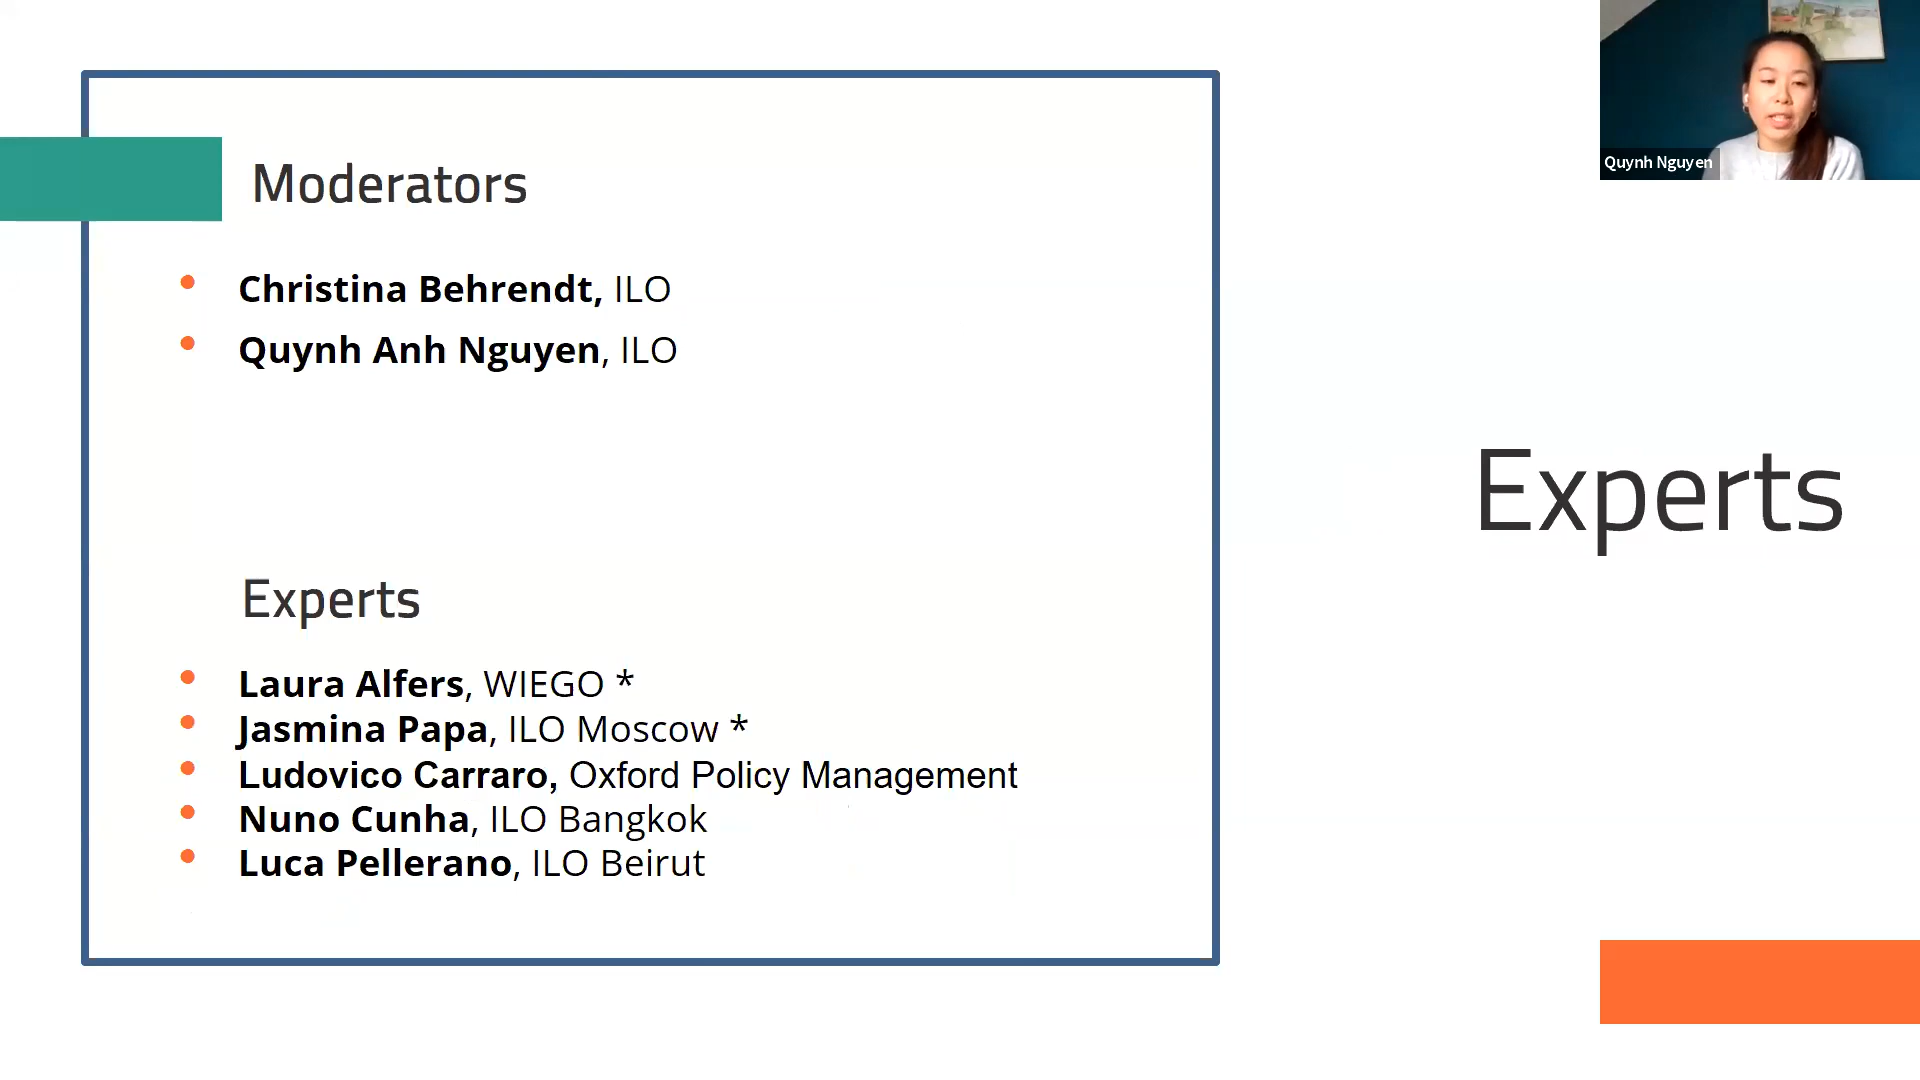 Moderators
• Christina Behrendt, ILO
• Quynh Anh Nguyen, ILO
Experts
• Laura Alfers, WIEGO *
• Jasmina Papa, ILO Moscow *
• Ludovico Carraro, Oxford Policy Management
• Nuno Cunha, ILO Bangkok
• Luca Pellerano, ILO Beirut
Experts
Quynh Nguyen